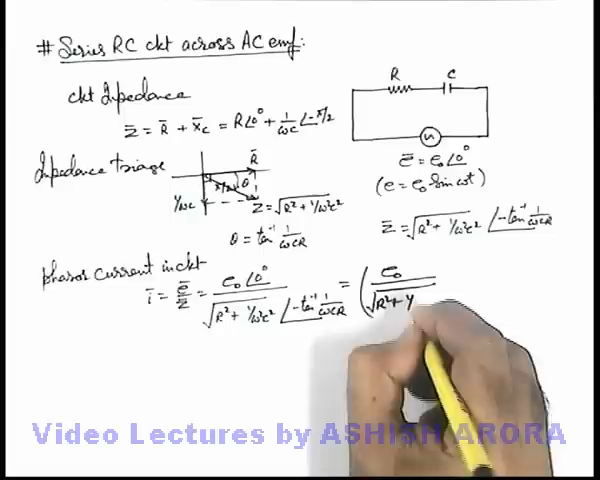 # Series RC ckt across AC emf:
ckt Impedance
z̄ = R̄ + x̄c = R∠0° + 1/ωc ∠-π/2
R C
ē = e₀∠0°
(e = e₀ sin ωt)
Impedance triage
R̄
θ
π/2
1/ωc
z = √R² + 1/ω²c²
θ = tan⁻¹ 1/ωCR
z̄ = √R² + 1/ω²c² ∠-tan⁻¹ 1/ωCR
phasor current in ckt
ī = ē/z̄ = e₀∠0° / √R² + 1/ω²c² ∠-tan⁻¹ 1/ωCR = ( e₀ / √R² + 1/
Video Lectures by ASHISH ARORA